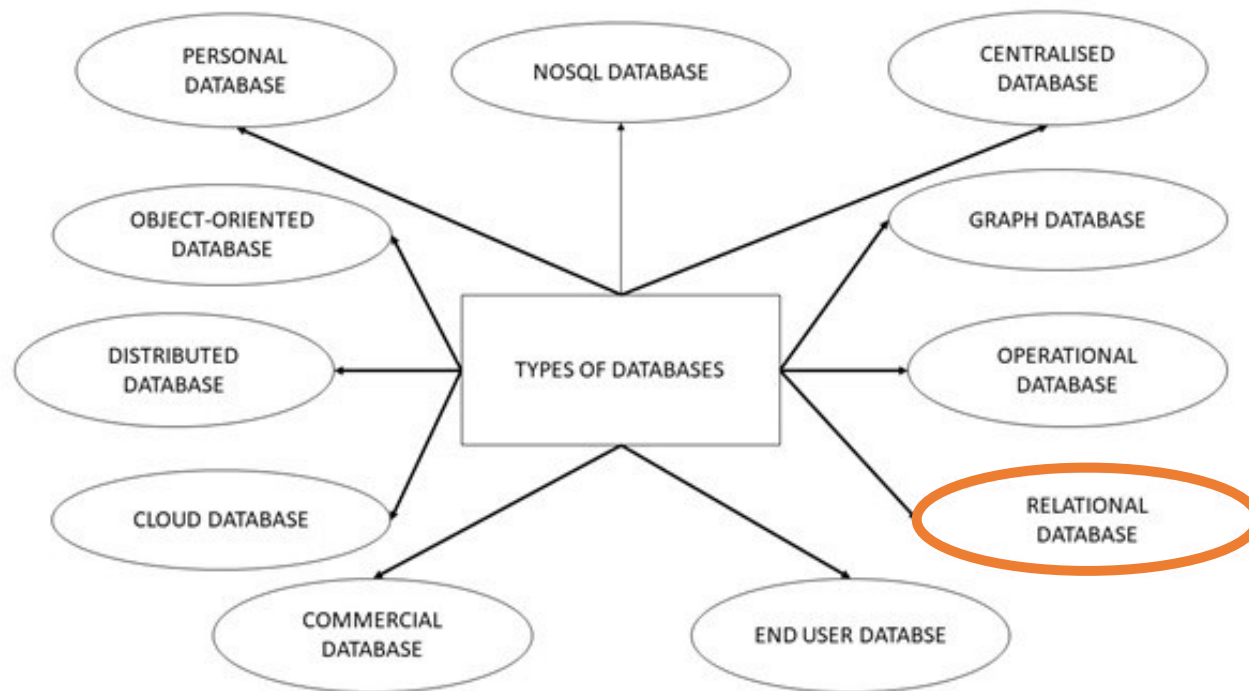 PERSONAL
DATABASE
NOSQL DATABASE
CENTRALISED
DATABASE
OBJECT-ORIENTED
DATABASE
GRAPH DATABASE
DISTRIBUTED
DATABASE
TYPES OF DATABASES
OPERATIONAL
DATABASE
CLOUD DATABASE
RELATIONAL
DATABASE
COMMERCIAL
DATABASE
END USER DATABSE